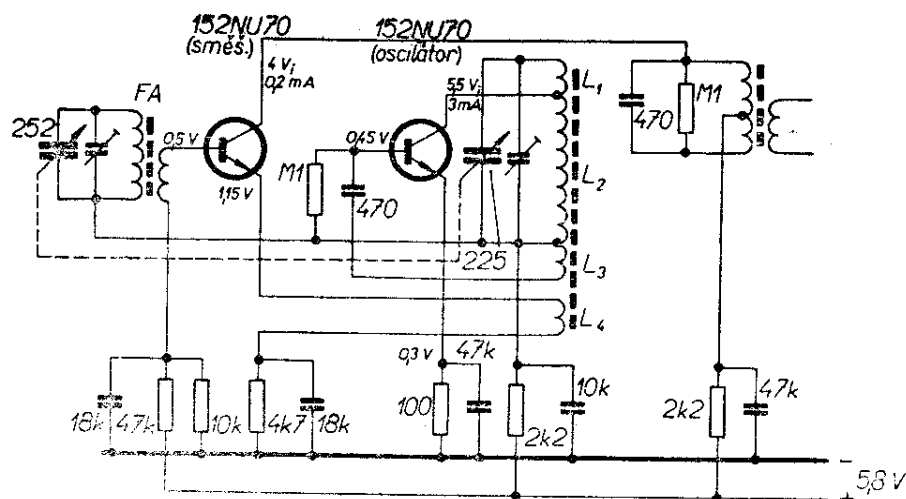 152NU70
(směš.)
152NU70
(oscilátor)
4 V;
0,2 mA
5,5 V;
3mA
FA
252
0,5 V
1,15 V
M1
0,45 V
470
225
L1
L2
L3
L4
470
M1
18k
47k
10k
4k7
18k
0,3 V
100
47k
2k2
10k
2k2
47k
−
5,8 V
+